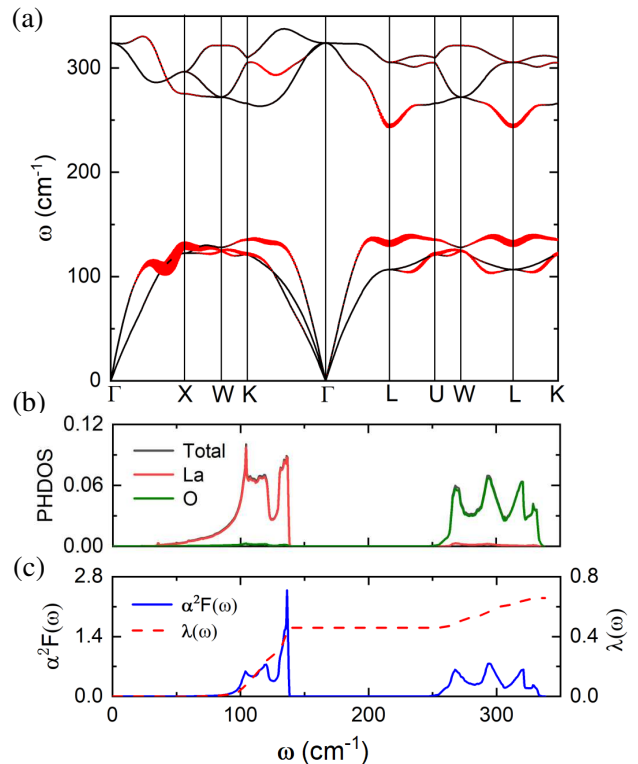 (a)
300
200
100
0
ω (cm⁻¹)
Γ X W K Γ L U W L K
(b)
0.12
0.06
0.00
PHDOS
Total
La
O
(c)
2.8
1.4
0.0
α²F(ω)
α²F(ω)
λ(ω)
0.8
0.4
0.0
λ(ω)
0 100 200 300
ω (cm⁻¹)